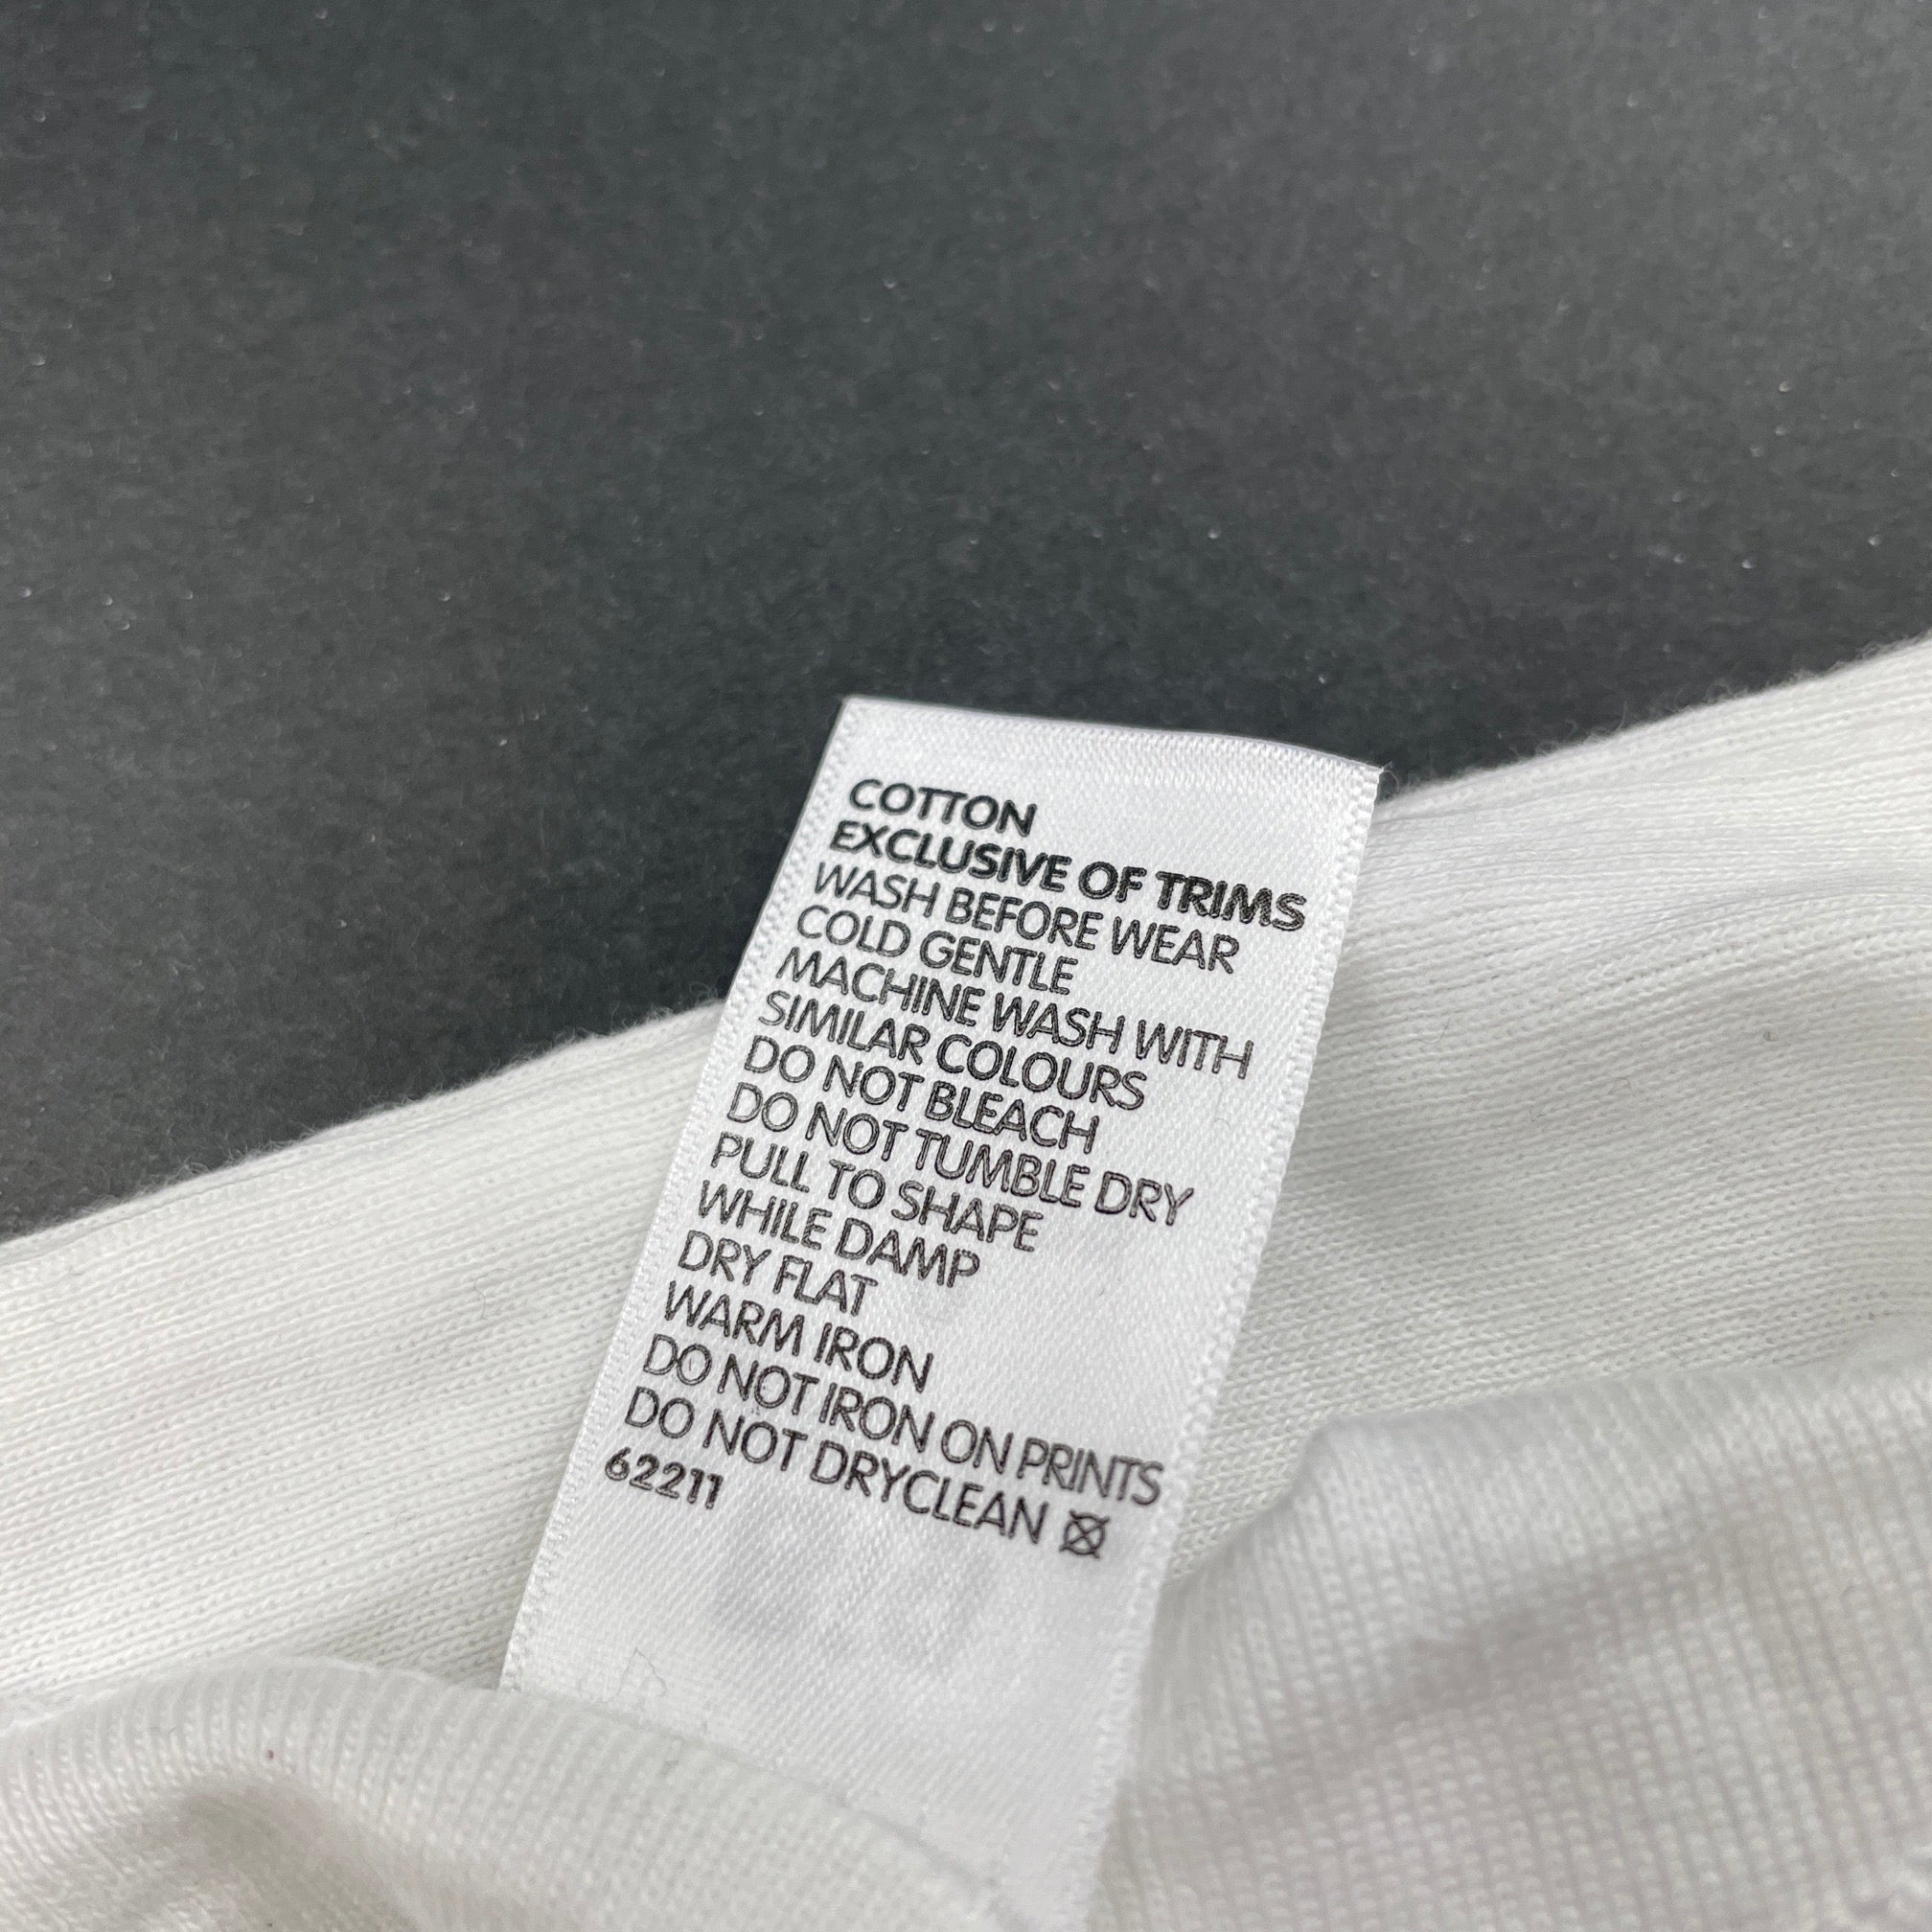 COTTON
EXCLUSIVE OF TRIMS
WASH BEFORE WEAR
COLD GENTLE
MACHINE WASH WITH
SIMILAR COLOURS
DO NOT BLEACH
DO NOT TUMBLE DRY
PULL TO SHAPE
WHILE DAMP
DRY FLAT
WARM IRON
DO NOT IRON ON PRINTS
DO NOT DRYCLEAN
62211